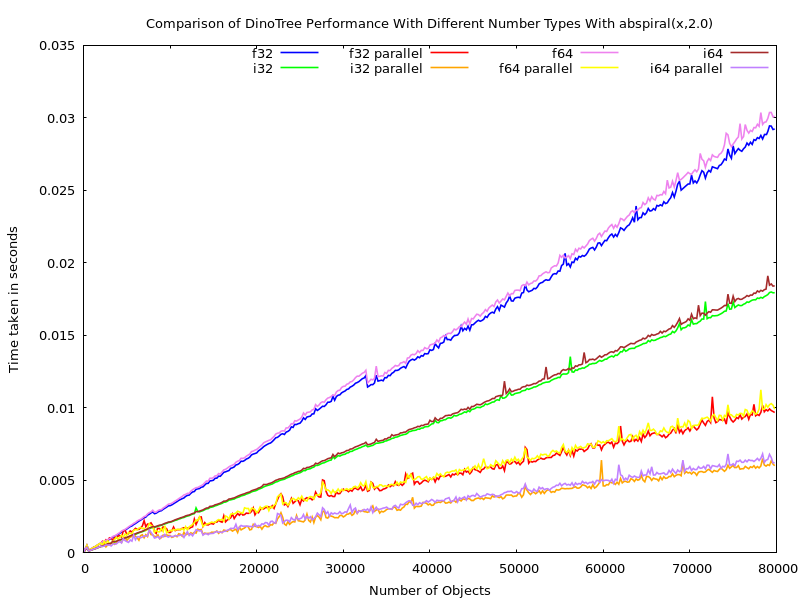 Comparison of DinoTree Performance With Different Number Types With abspiral(x,2.0)
0.035
0.03
0.025
0.02
0.015
0.01
0.005
0
Time taken in seconds
f32 f32 parallel f64 i64
i32 i32 parallel f64 parallel i64 parallel
0 10000 20000 30000 40000 50000 60000 70000 80000
Number of Objects